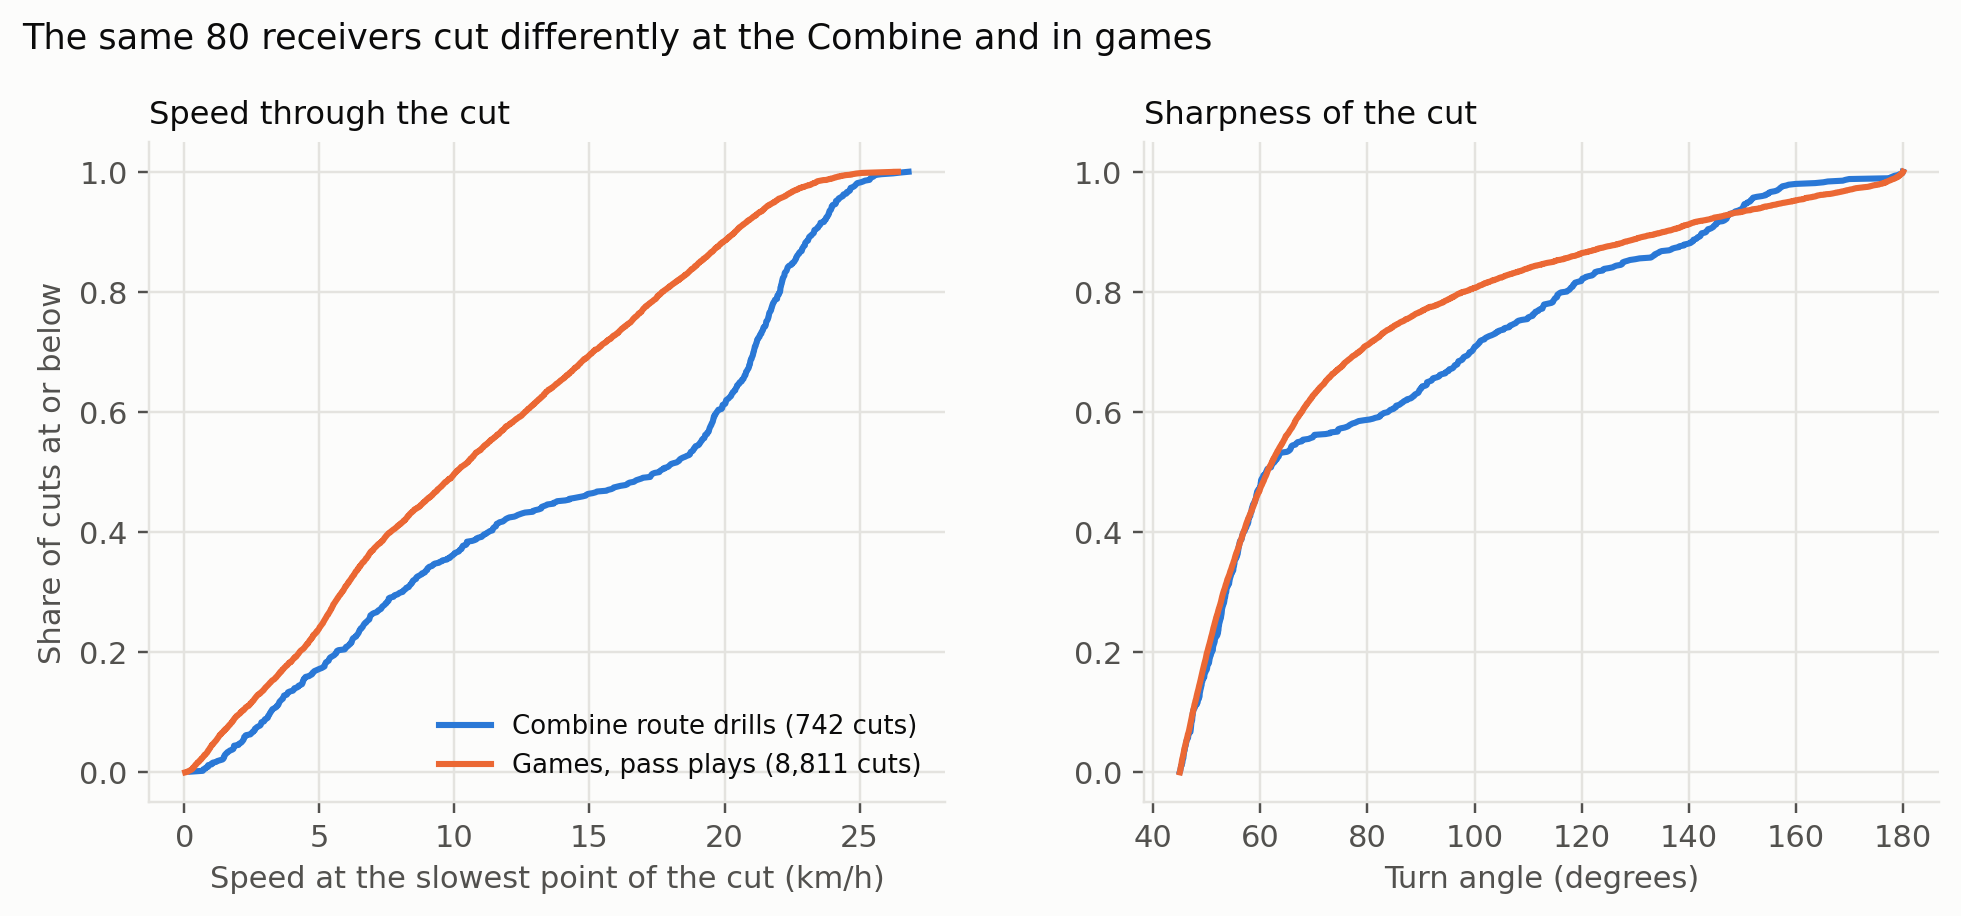 The same 80 receivers cut differently at the Combine and in games
Speed through the cut
Share of cuts at or below
1.0
0.8
0.6
0.4
0.2
0.0
Combine route drills (742 cuts)
Games, pass plays (8,811 cuts)
0 5 10 15 20 25
Speed at the slowest point of the cut (km/h)
Sharpness of the cut
1.0
0.8
0.6
0.4
0.2
0.0
40 60 80 100 120 140 160 180
Turn angle (degrees)